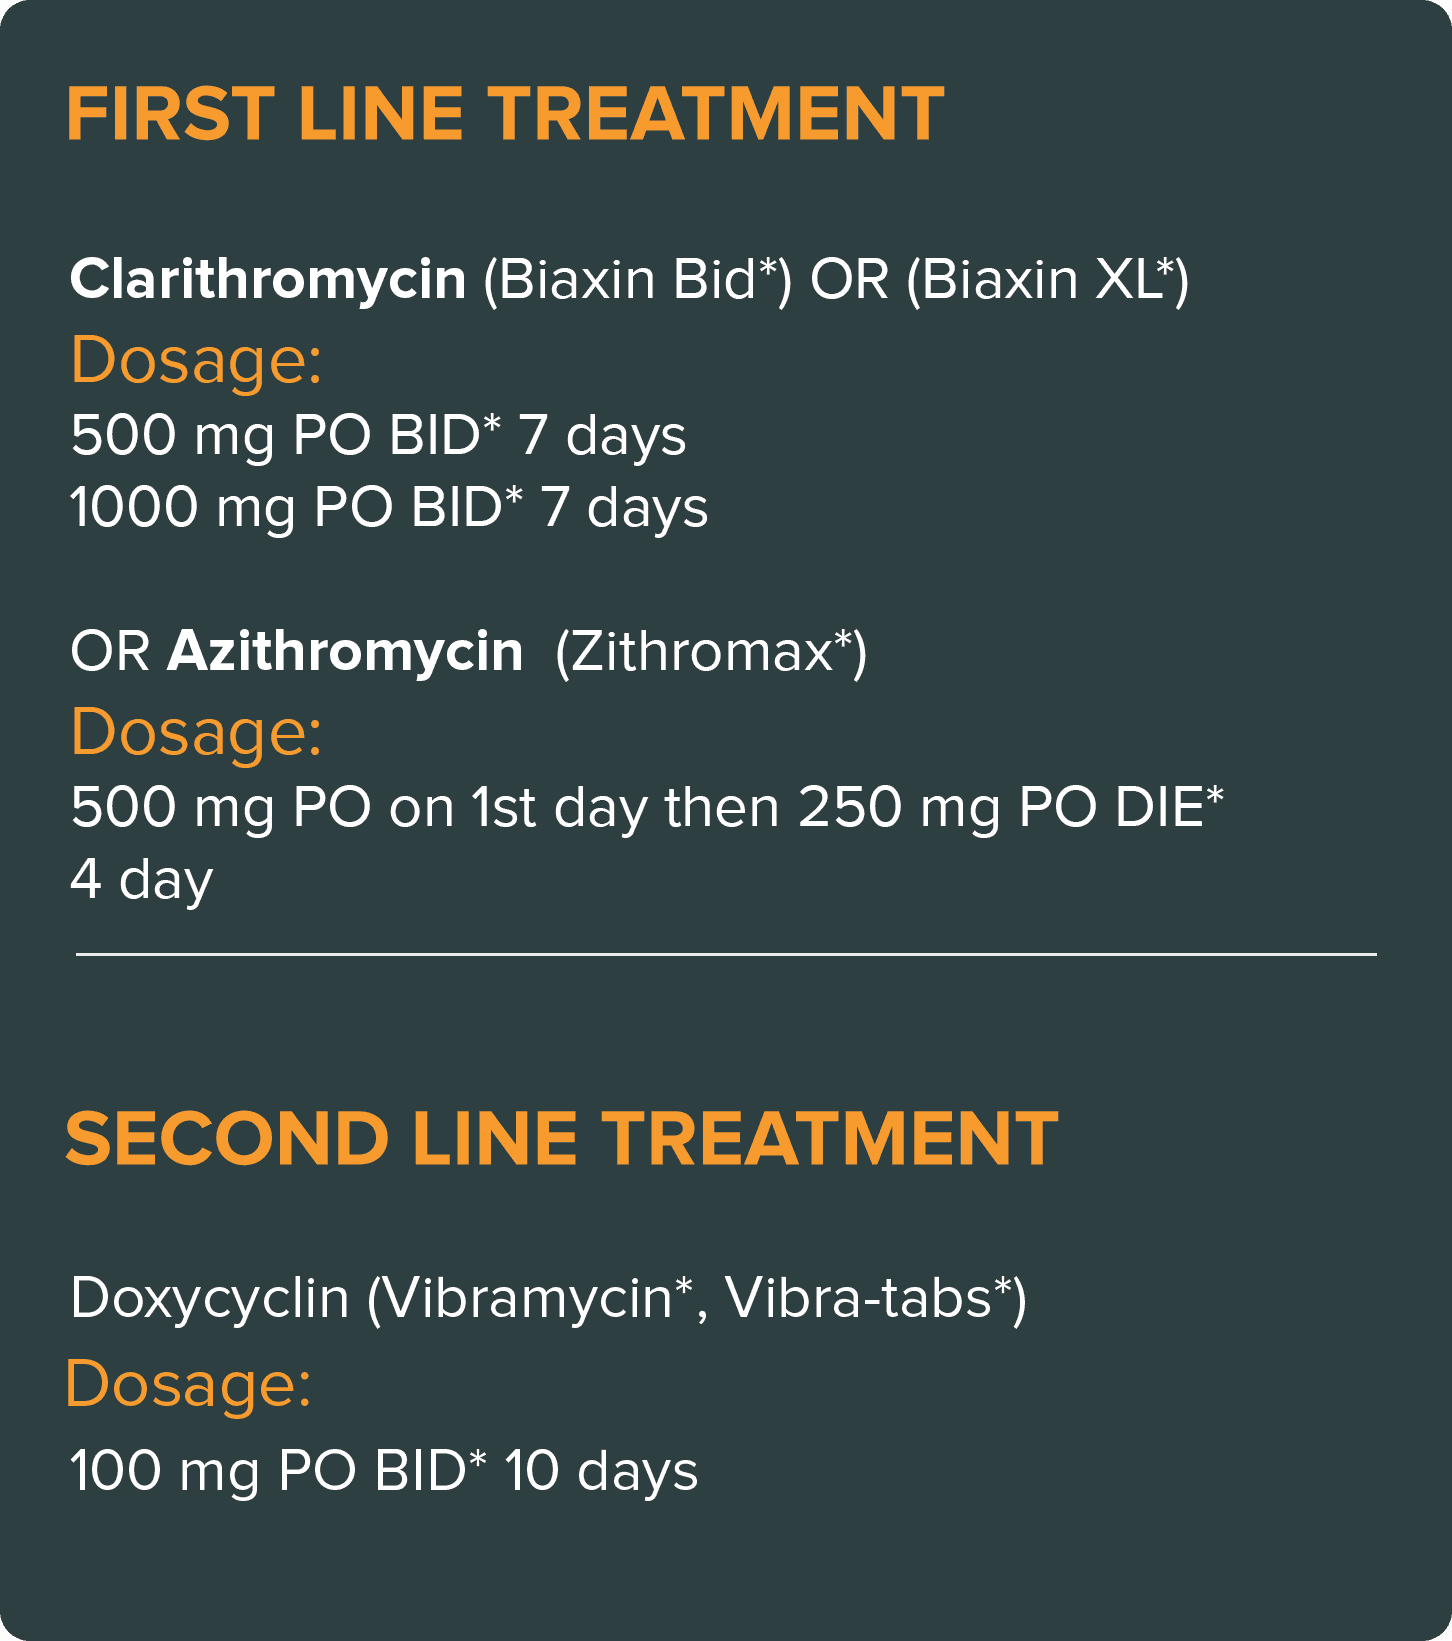 FIRST LINE TREATMENT
Clarithromycin (Biaxin Bid*) OR (Biaxin XL*)
Dosage:
500 mg PO BID* 7 days
1000 mg PO BID* 7 days
OR Azithromycin (Zithromax*)
Dosage:
500 mg PO on 1st day then 250 mg PO DIE*
4 day
SECOND LINE TREATMENT
Doxycyclin (Vibramycin*, Vibra-tabs*)
Dosage:
100 mg PO BID* 10 days